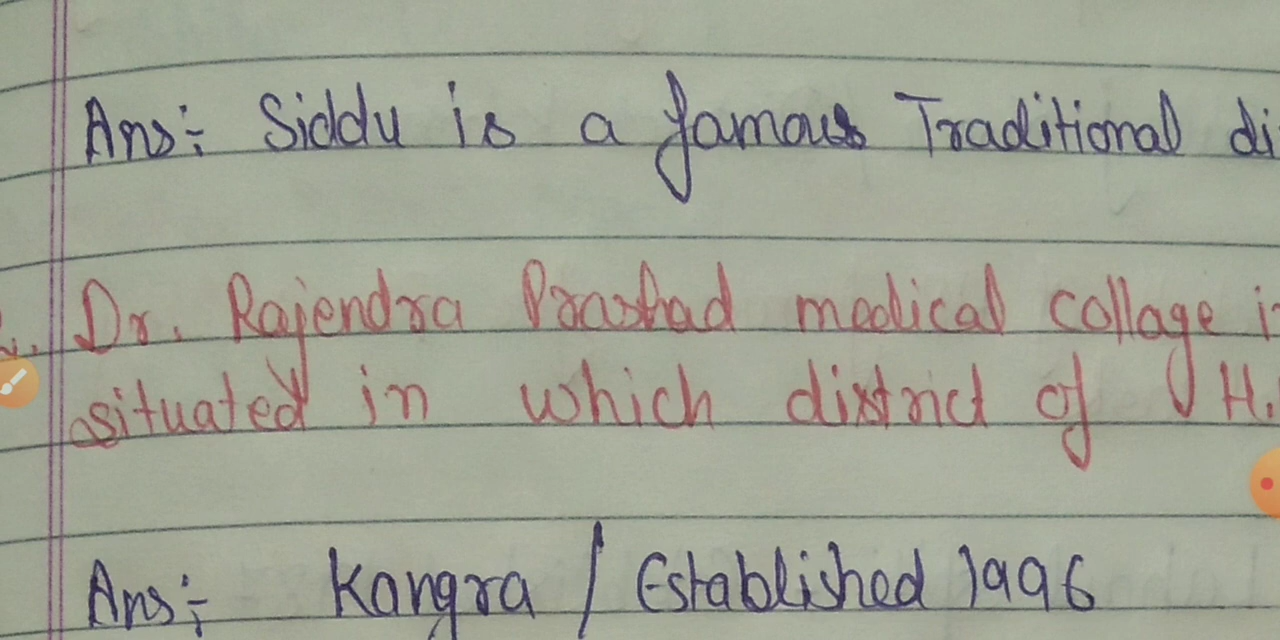 Ans:- Siddu is a famous Traditional di
Dr. Rajendra Prashad medical collage i
situated in which district of H.
Ans:- Kangra / Established 1996